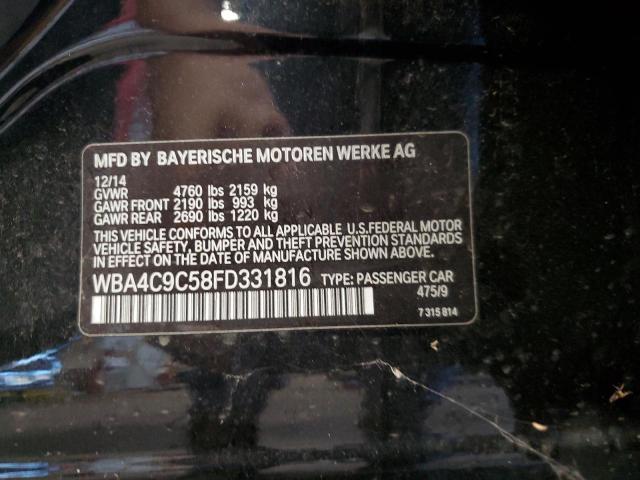 MFD BY BAYERISCHE MOTOREN WERKE AG
12/14
GVWR 4760 lbs 2159 kg
GAWR FRONT 2190 lbs 993 kg
GAWR REAR 2690 lbs 1220 kg
THIS VEHICLE CONFORMS TO ALL APPLICABLE U.S.FEDERAL MOTOR
VEHICLE SAFETY, BUMPER AND THEFT PREVENTION STANDARDS
IN EFFECT ON THE DATE OF MANUFACTURE SHOWN ABOVE.
WBA4C9C58FD331816 TYPE: PASSENGER CAR
475/9
7 315 814